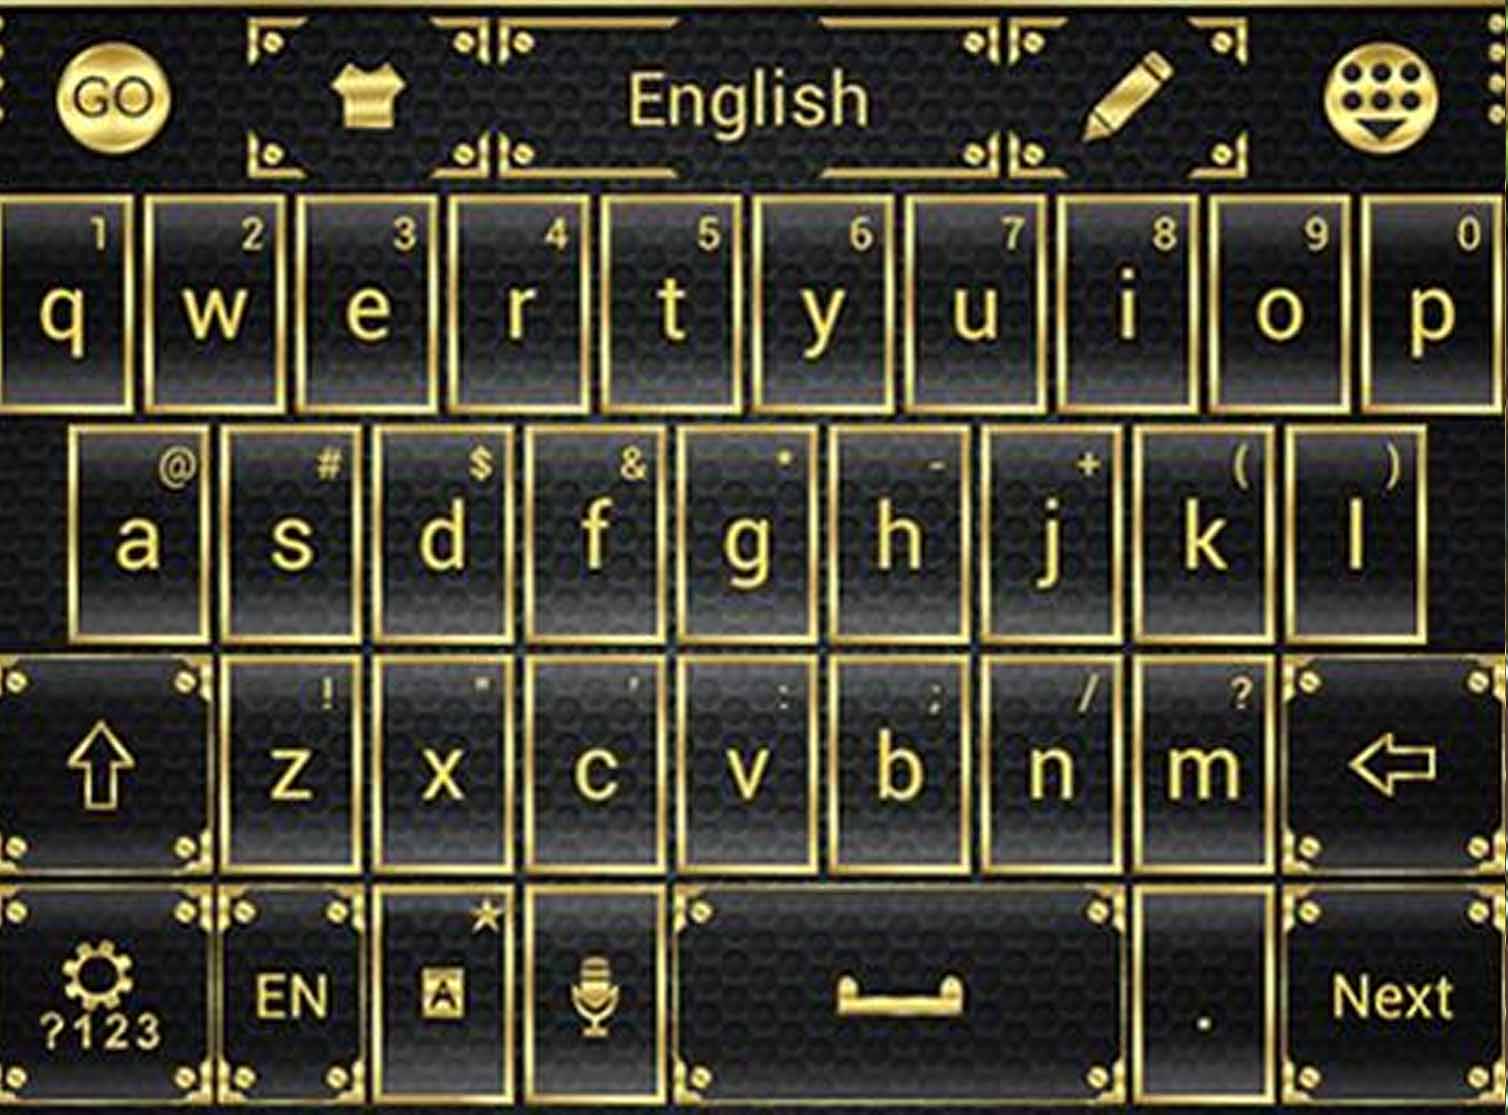 GO English
1 2 3 4 5 6 7 8 9 0
q w e r t y u i o p
@ # $ & * - + ( )
a s d f g h j k l
! " ' : ; / ?
z x c v b n m
?123 EN A . Next